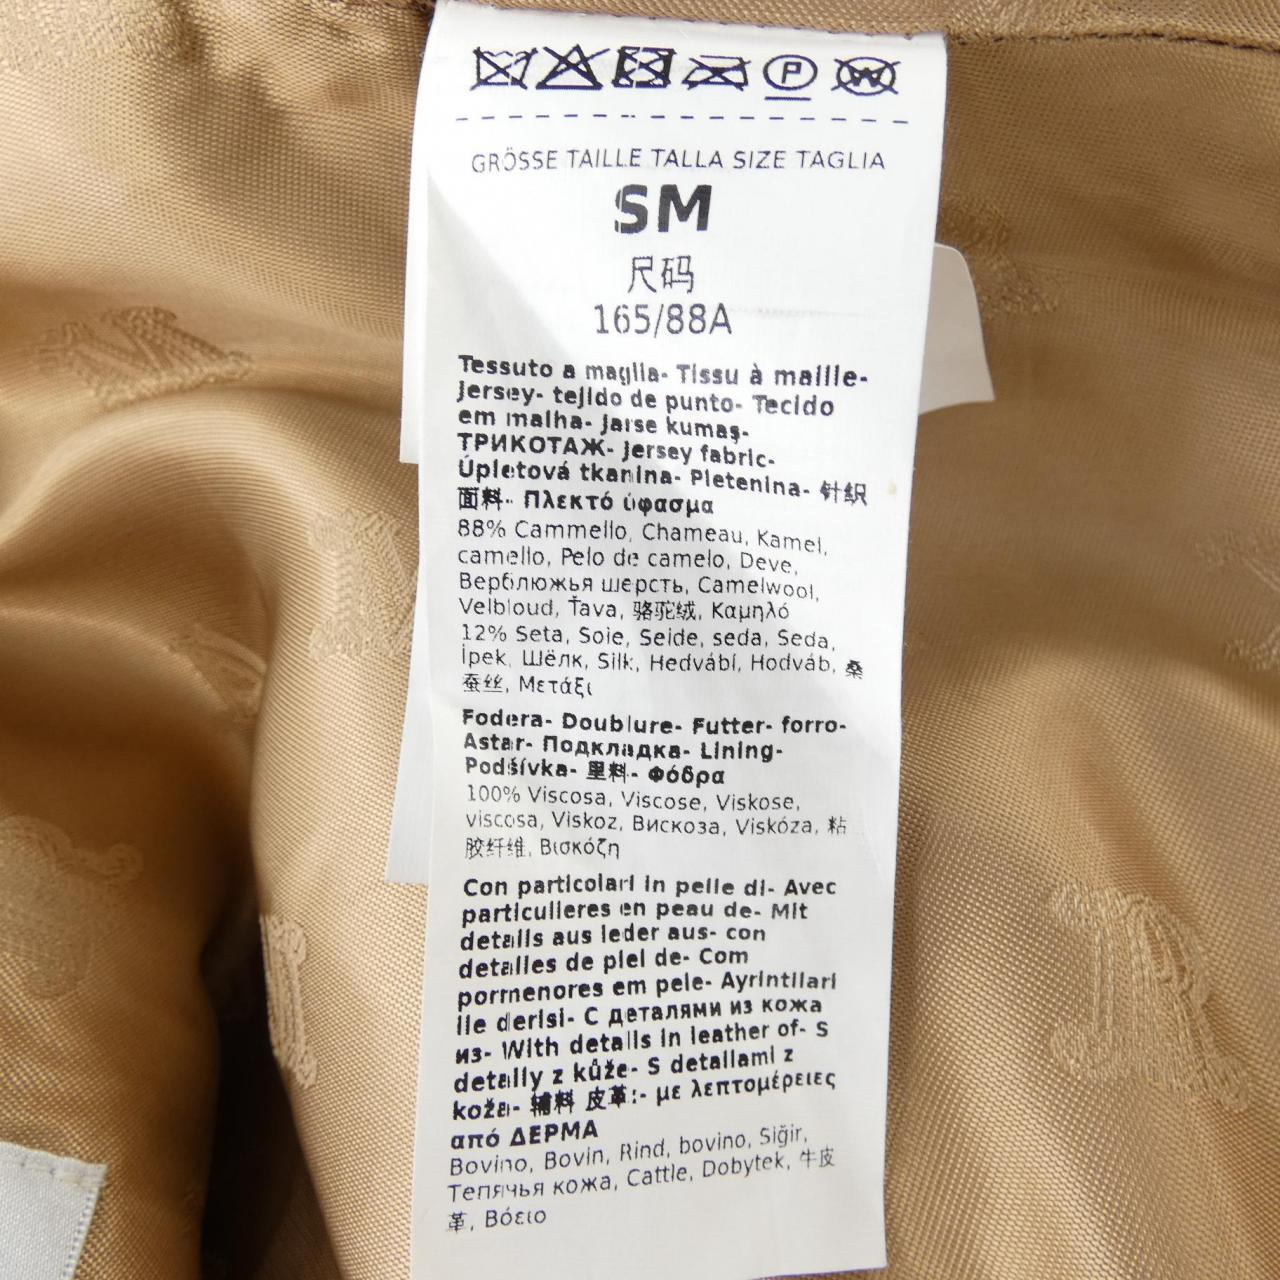 GRÖSSE TAILLE TALLA SIZE TAGLIA
SM
尺码
165/88A
Tessuto a maglia- Tissu à maille-
Jersey- tejido de punto- Tecido
em malha- Jarse kumaş-
ТРИКОТАЖ- Jersey fabric-
Úpletová tkanina- Pletenina- 针织
面料- Πλεκτό ύφασμα
88% Cammello, Chameau, Kamel,
camello, Pelo de camelo, Deve,
Верблюжья шерсть, Camelwool,
Velbloud, Ťava, 骆驼绒, Καμηλό
12% Seta, Soie, Seide, seda, Seda,
İpek, Шёлк, Silk, Hedvábí, Hodváb, 桑
蚕丝, Μετάξι
Fodera- Doublure- Futter- forro-
Astar- Подкладка- Lining-
Podšívka- 里料- Φόδρα
100% Viscosa, Viscose, Viskose,
viscosa, Viskoz, Вискоза, Viskóza, 粘
胶纤维, Βισκόζη
Con particolari in pelle di- Avec
particulieres en peau de- Mit
details aus leder aus- con
detalles de piel de- Com
pormenores em pele- Ayrintilari
ile derisi- С деталями из кожа
из- With details in leather of- S
detaily z kůže- S detailami z
koža- 辅料 皮革:- με λεπτομέρειες
από ΔΕΡΜΑ
Bovino, Bovin, Rind, bovino, Siğir,
Телячья кожа, Cattle, Dobytek, 牛皮
革, Βόειο